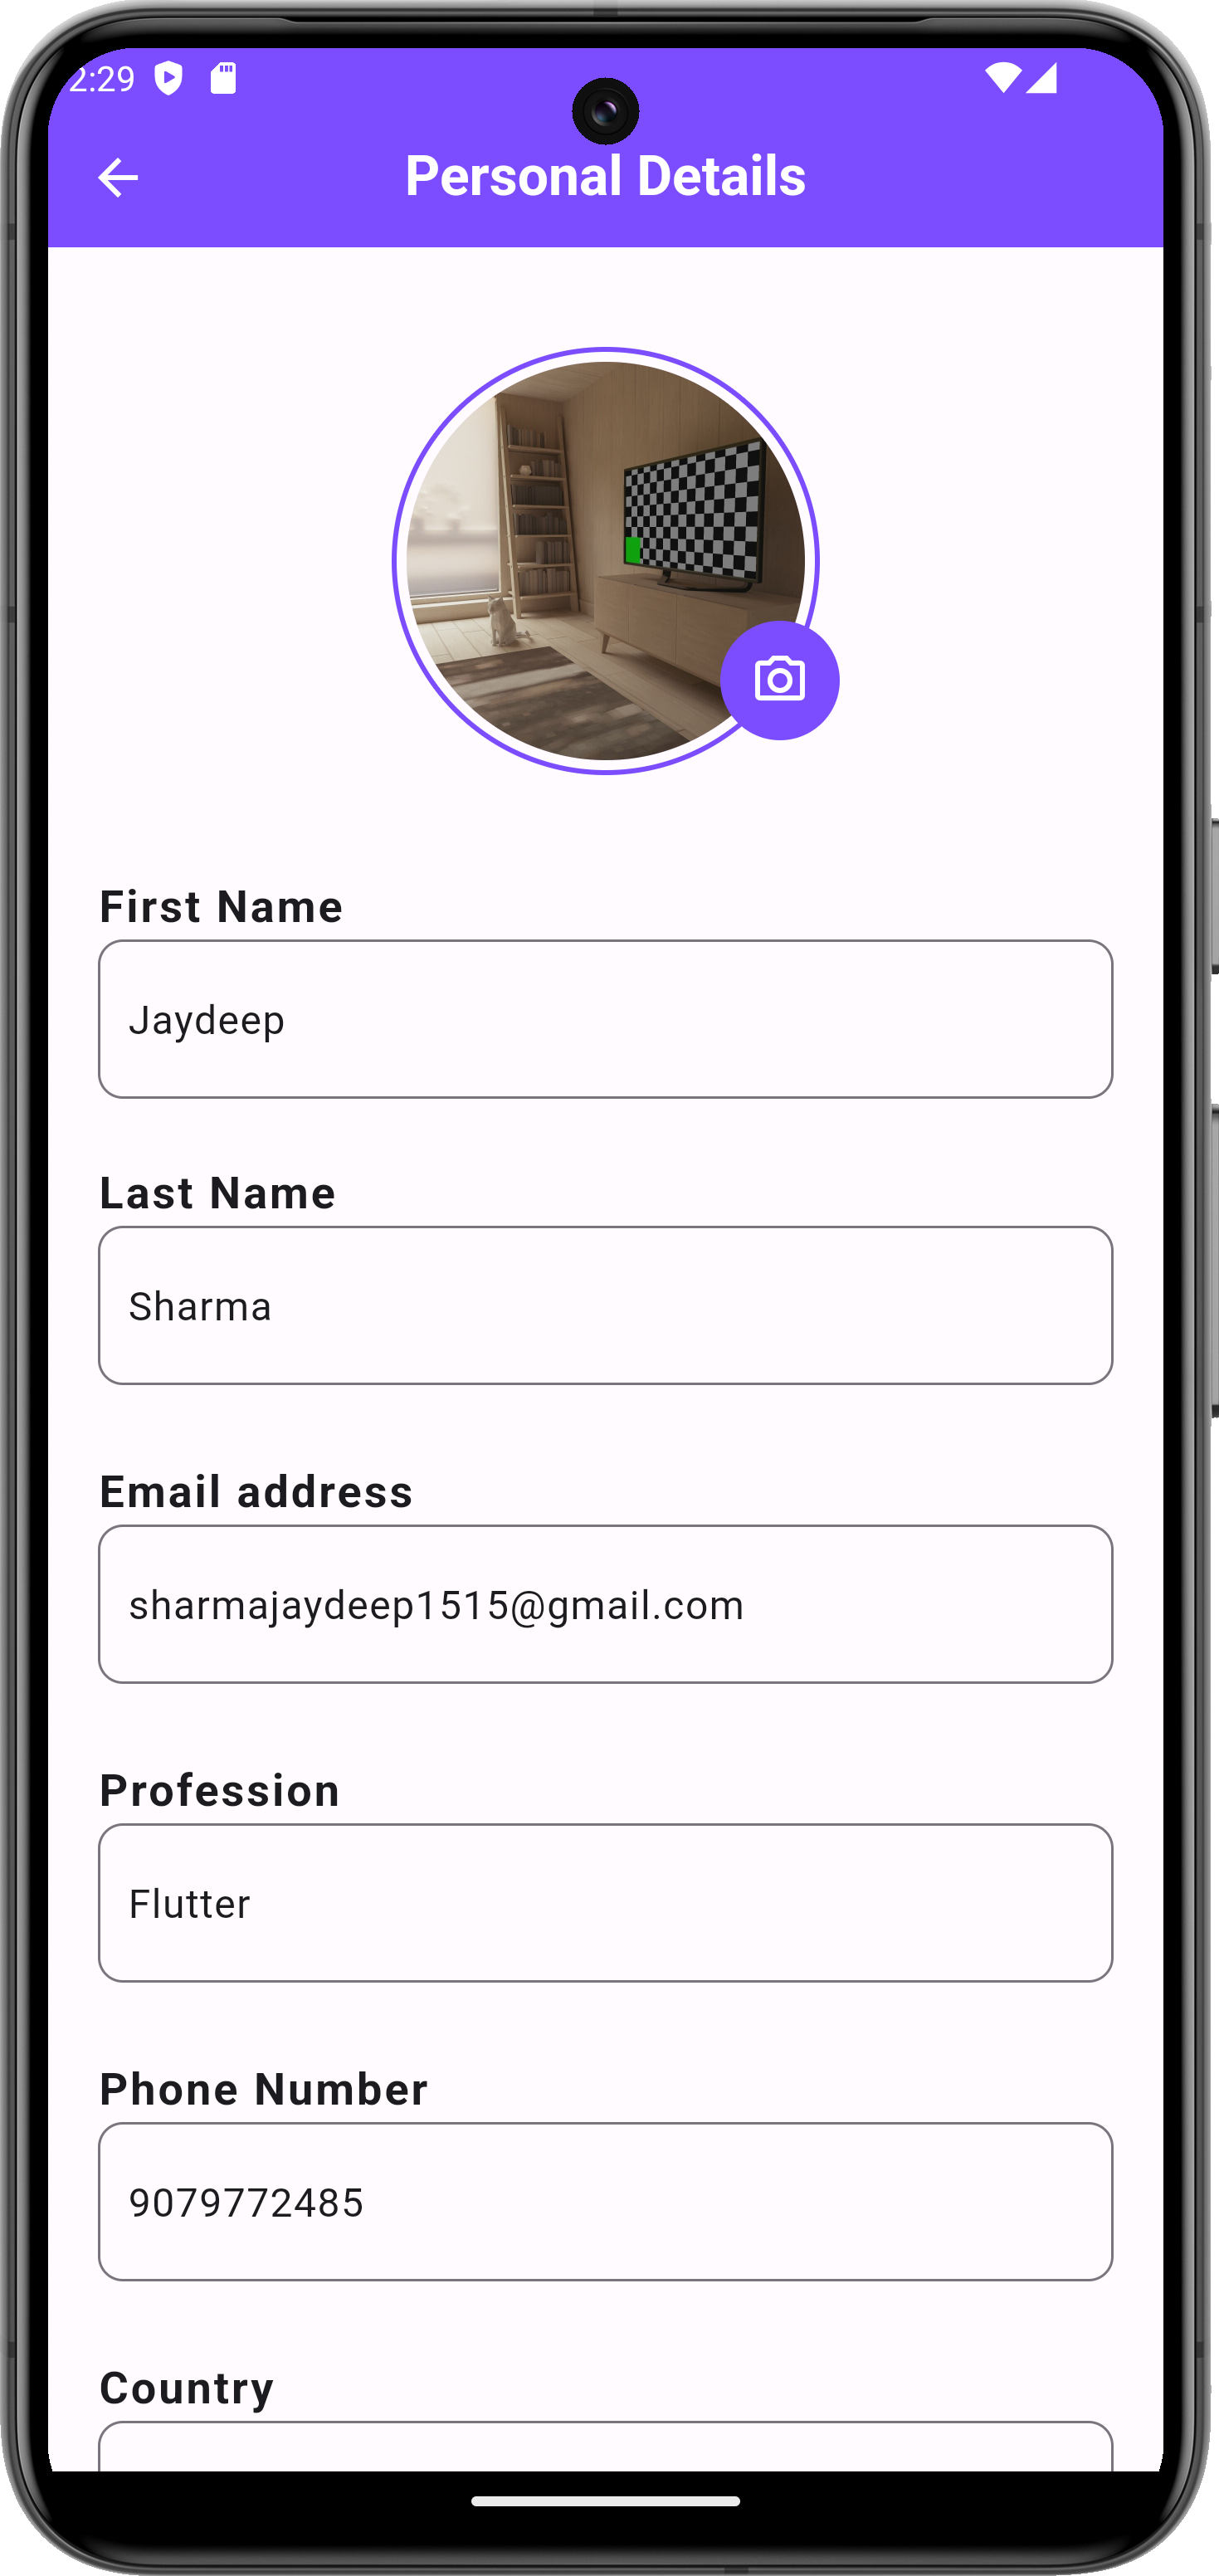 2:29
Personal Details
First Name
Jaydeep
Last Name
Sharma
Email address
sharmajaydeep1515@gmail.com
Profession
Flutter
Phone Number
9079772485
Country